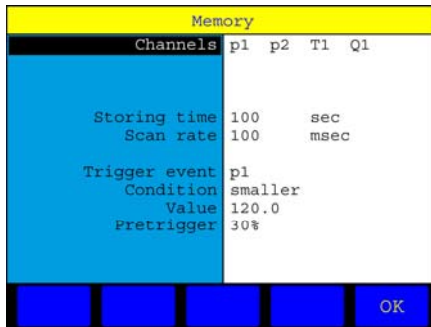 Memory
Channels p1 p2 T1 Q1
Storing time 100 sec
Scan rate 100 msec
Trigger event p1
Condition smaller
Value 120.0
Pretrigger 30%
OK